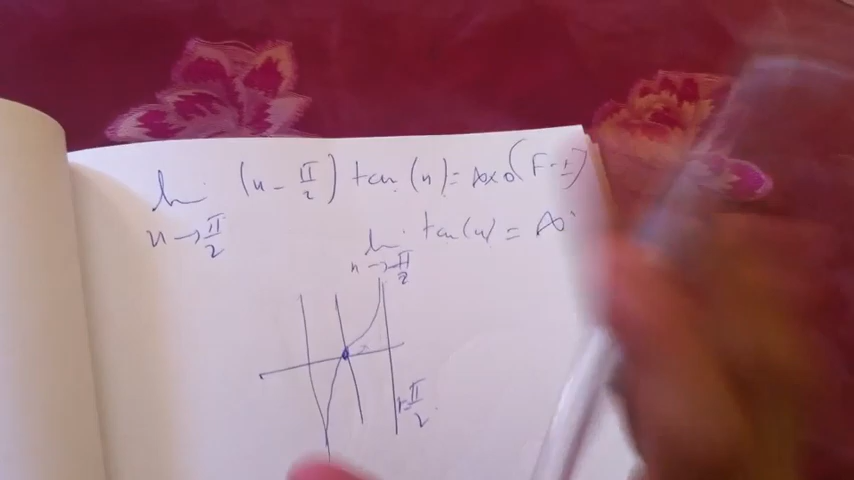 lim (x - π/2) tan(x) = ∞×0 (F-I)
x → π/2
lim tan(x) = ∞
x → π/2
π/2